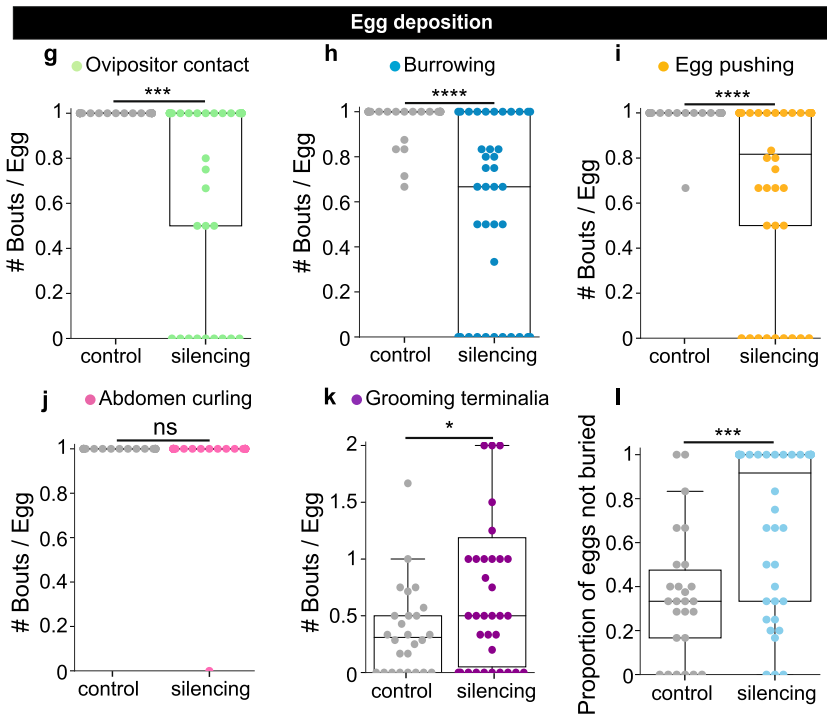 Egg deposition
g
Ovipositor contact
***
# Bouts / Egg
1
0.8
0.6
0.4
0.2
0
control
silencing
h
Burrowing
****
# Bouts / Egg
1
0.8
0.6
0.4
0.2
0
control
silencing
i
Egg pushing
****
# Bouts / Egg
1
0.8
0.6
0.4
0.2
0
control
silencing
j
Abdomen curling
ns
# Bouts / Egg
1
0.8
0.6
0.4
0.2
0
control
silencing
k
Grooming terminalia
*
# Bouts / Egg
2
1.5
1
0.5
0
control
silencing
l
***
Proportion of eggs not buried
1
0.8
0.6
0.4
0.2
0
control
silencing